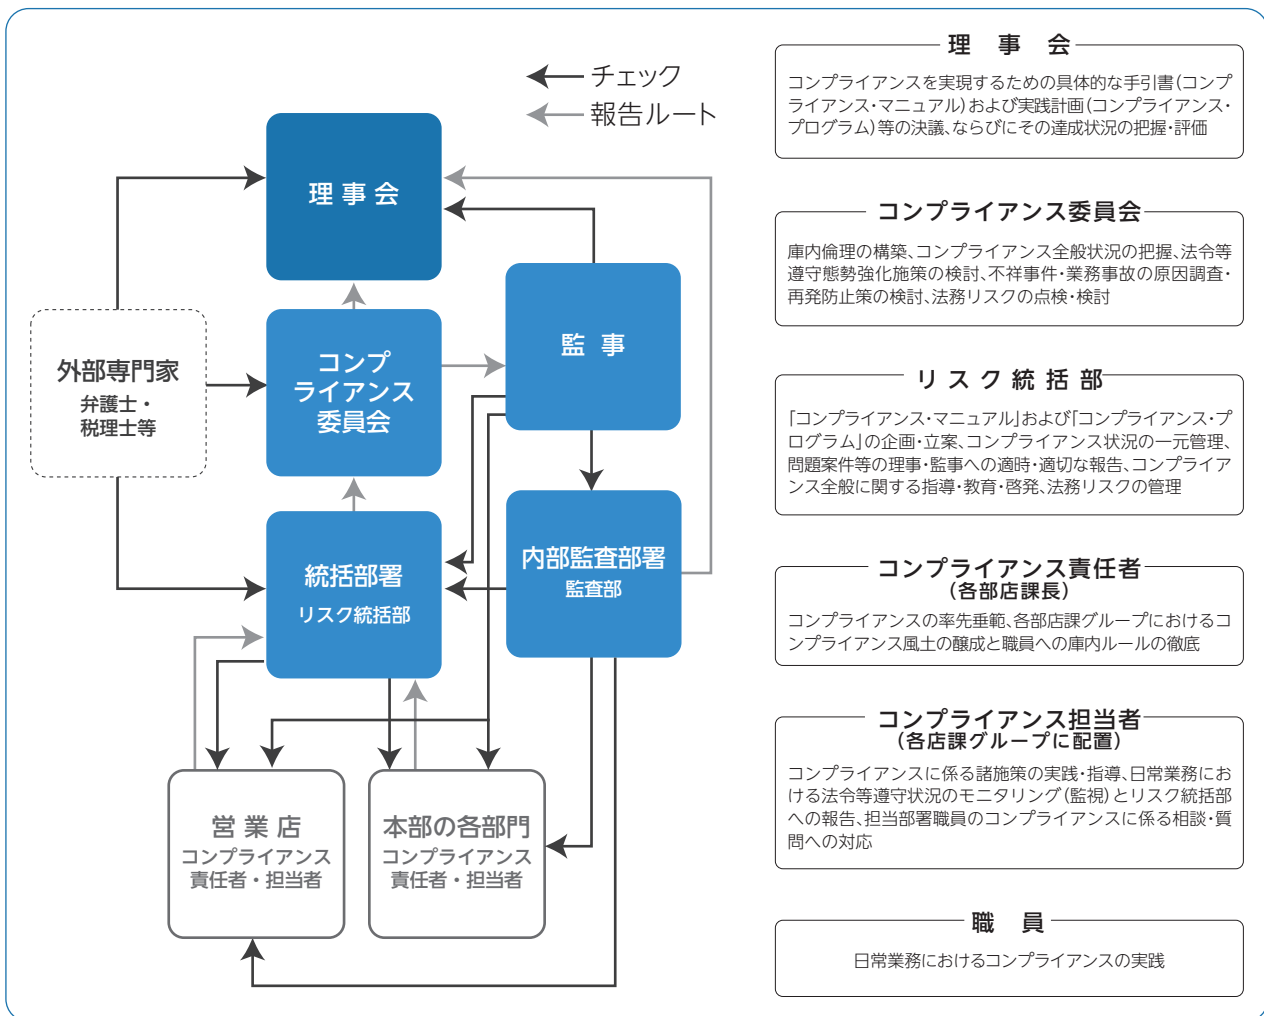 チェック
報告ルート
理事会
コンプ
ライアンス
委員会
監事
外部専門家
弁護士・
税理士等
統括部署
リスク統括部
内部監査部署
監査部
営業店
コンプライアンス
責任者・担当者
本部の各部門
コンプライアンス
責任者・担当者
理事会
コンプライアンスを実現するための具体的な手引書(コンプ
ライアンス・マニュアル)および実践計画(コンプライアンス・
プログラム)等の決議、ならびにその達成状況の把握・評価
コンプライアンス委員会
庫内倫理の構築、コンプライアンス全般状況の把握、法令等
遵守態勢強化施策の検討、不祥事件・業務事故の原因調査・
再発防止策の検討、法務リスクの点検・検討
リスク統括部
「コンプライアンス・マニュアル」および「コンプライアンス・プ
ログラム」の企画・立案、コンプライアンス状況の一元管理、
問題案件等の理事・監事への適時・適切な報告、コンプライア
ンス全般に関する指導・教育・啓発、法務リスクの管理
コンプライアンス責任者
(各部店課長)
コンプライアンスの率先垂範、各部店課グループにおけるコ
ンプライアンス風土の醸成と職員への庫内ルールの徹底
コンプライアンス担当者
(各店課グループに配置)
コンプライアンスに係る諸施策の実践・指導、日常業務にお
ける法令等遵守状況のモニタリング(監視)とリスク統括部
への報告、担当部署職員のコンプライアンスに係る相談・質
問への対応
職員
日常業務におけるコンプライアンスの実践